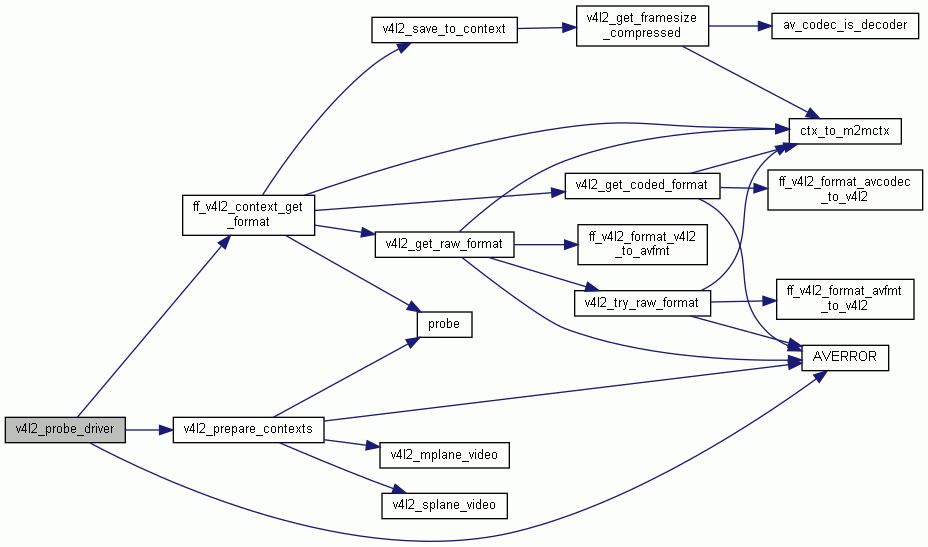 v4l2_save_to_context
v4l2_get_framesize
_compressed
av_codec_is_decoder
ctx_to_m2mctx
ff_v4l2_context_get
_format
v4l2_get_coded_format
ff_v4l2_format_avcodec
_to_v4l2
v4l2_get_raw_format
ff_v4l2_format_v4l2
_to_avfmt
v4l2_try_raw_format
ff_v4l2_format_avfmt
_to_v4l2
probe
AVERROR
v4l2_probe_driver
v4l2_prepare_contexts
v4l2_mplane_video
v4l2_splane_video